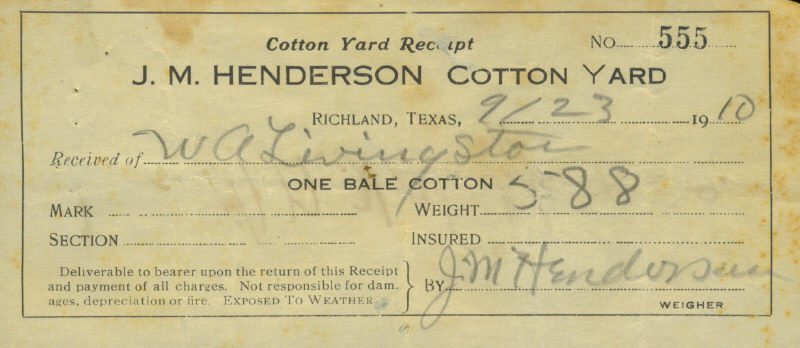 Cotton Yard Receipt No. 555
J. M. HENDERSON COTTON YARD
RICHLAND, TEXAS, 9/23 1910
Received of W A Livingston
ONE BALE COTTON
MARK WEIGHT 588
SECTION INSURED
Deliverable to bearer upon the return of this Receipt
and payment of all charges. Not responsible for dam-
ages, depreciation or fire. EXPOSED TO WEATHER
BY J. M. Henderson
WEIGHER